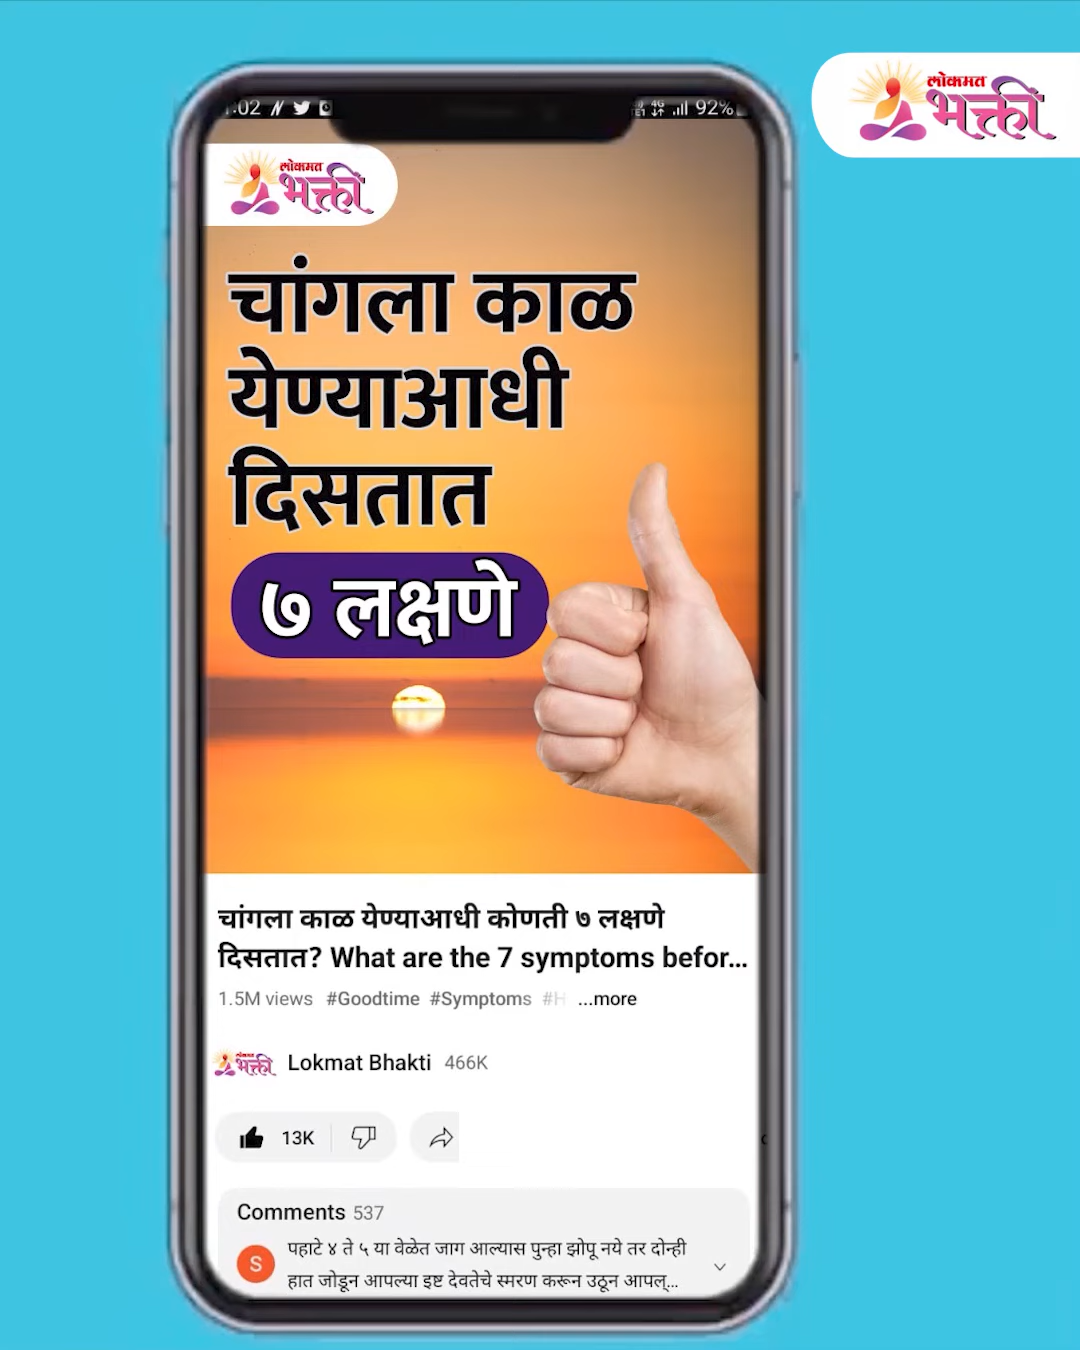 लोकमत
भक्ती
92%
लोकमत
भक्ती
चांगला काळ
येण्याआधी
दिसतात
७ लक्षणे
चांगला काळ येण्याआधी कोणती ७ लक्षणे
दिसतात? What are the 7 symptoms befor...
1.5M views #Goodtime #Symptoms #H ...more
लोकमत
भक्ती
Lokmat Bhakti 466K
13K
Comments 537
S
पहाटे ४ ते ५ या वेळेत जाग आल्यास पुन्हा झोपू नये तर दोन्ही
हात जोडून आपल्या इष्ट देवतेचे स्मरण करून उठून आपल्...